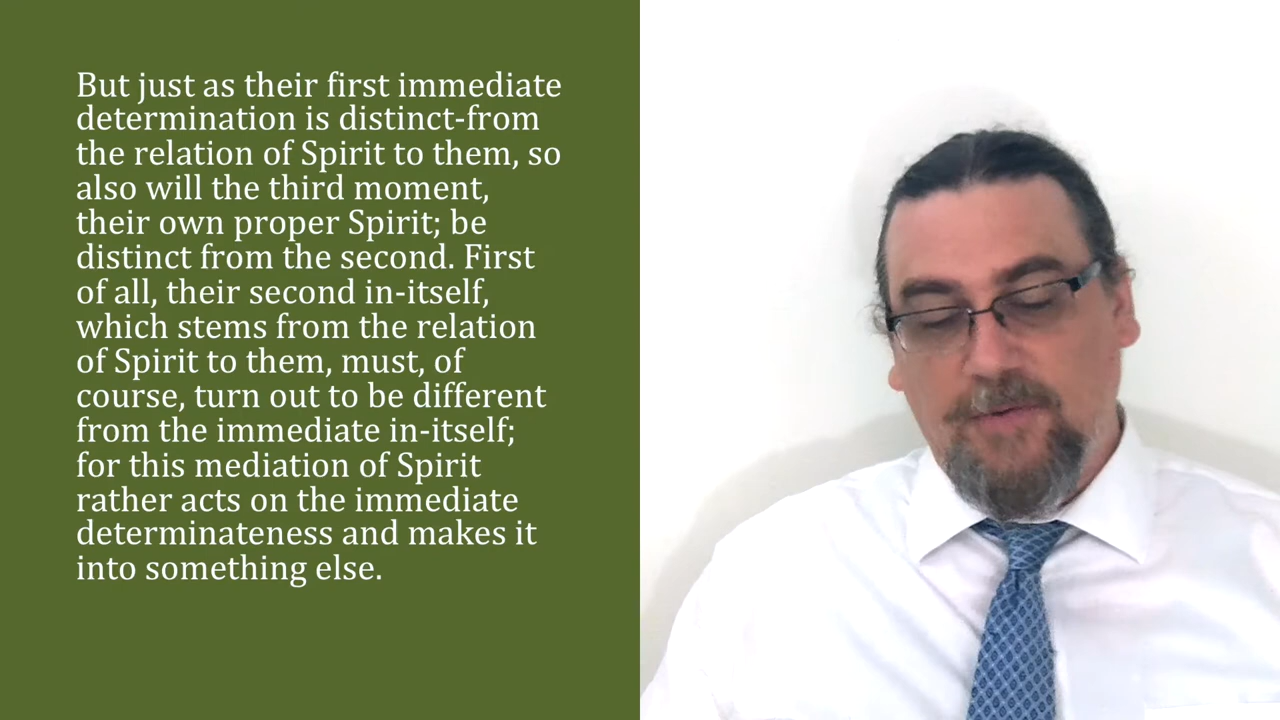 But just as their first immediate
determination is distinct-from
the relation of Spirit to them, so
also will the third moment,
their own proper Spirit; be
distinct from the second. First
of all, their second in-itself,
which stems from the relation
of Spirit to them, must, of
course, turn out to be different
from the immediate in-itself;
for this mediation of Spirit
rather acts on the immediate
determinateness and makes it
into something else.